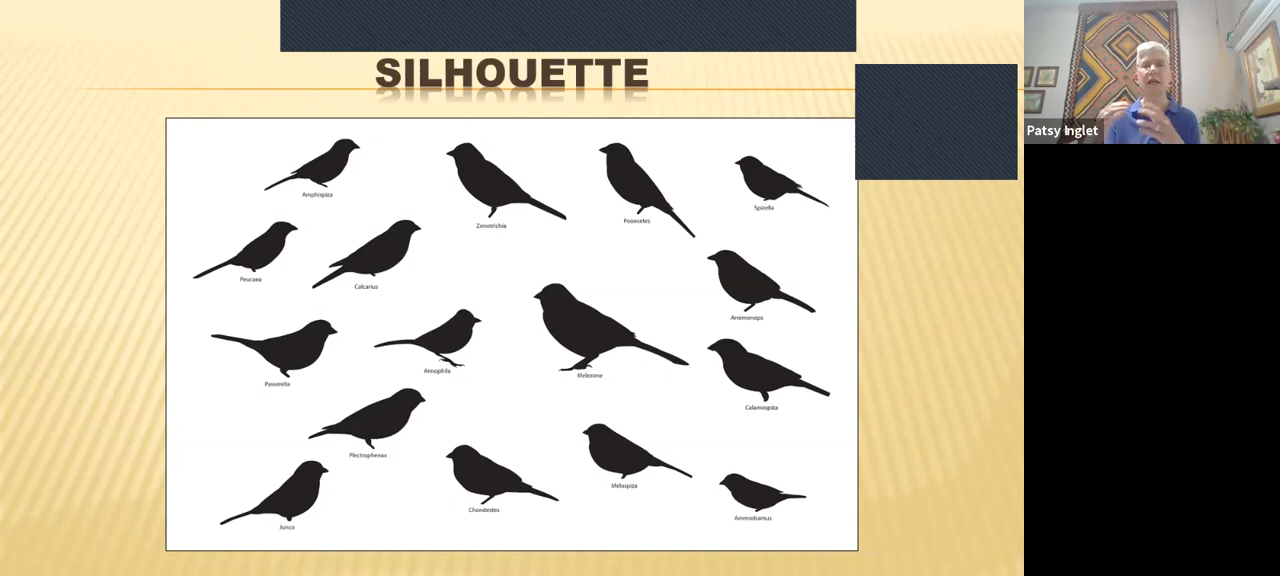 SILHOUETTE
Patsy Inglet
Amphispiza
Zonotrichia
Pooecetes
Spizella
Peucaea
Calcarius
Arremonops
Passerella
Aimophila
Melozone
Calamospiza
Plectrophenax
Melospiza
Chondestes
Ammodramus
Junco